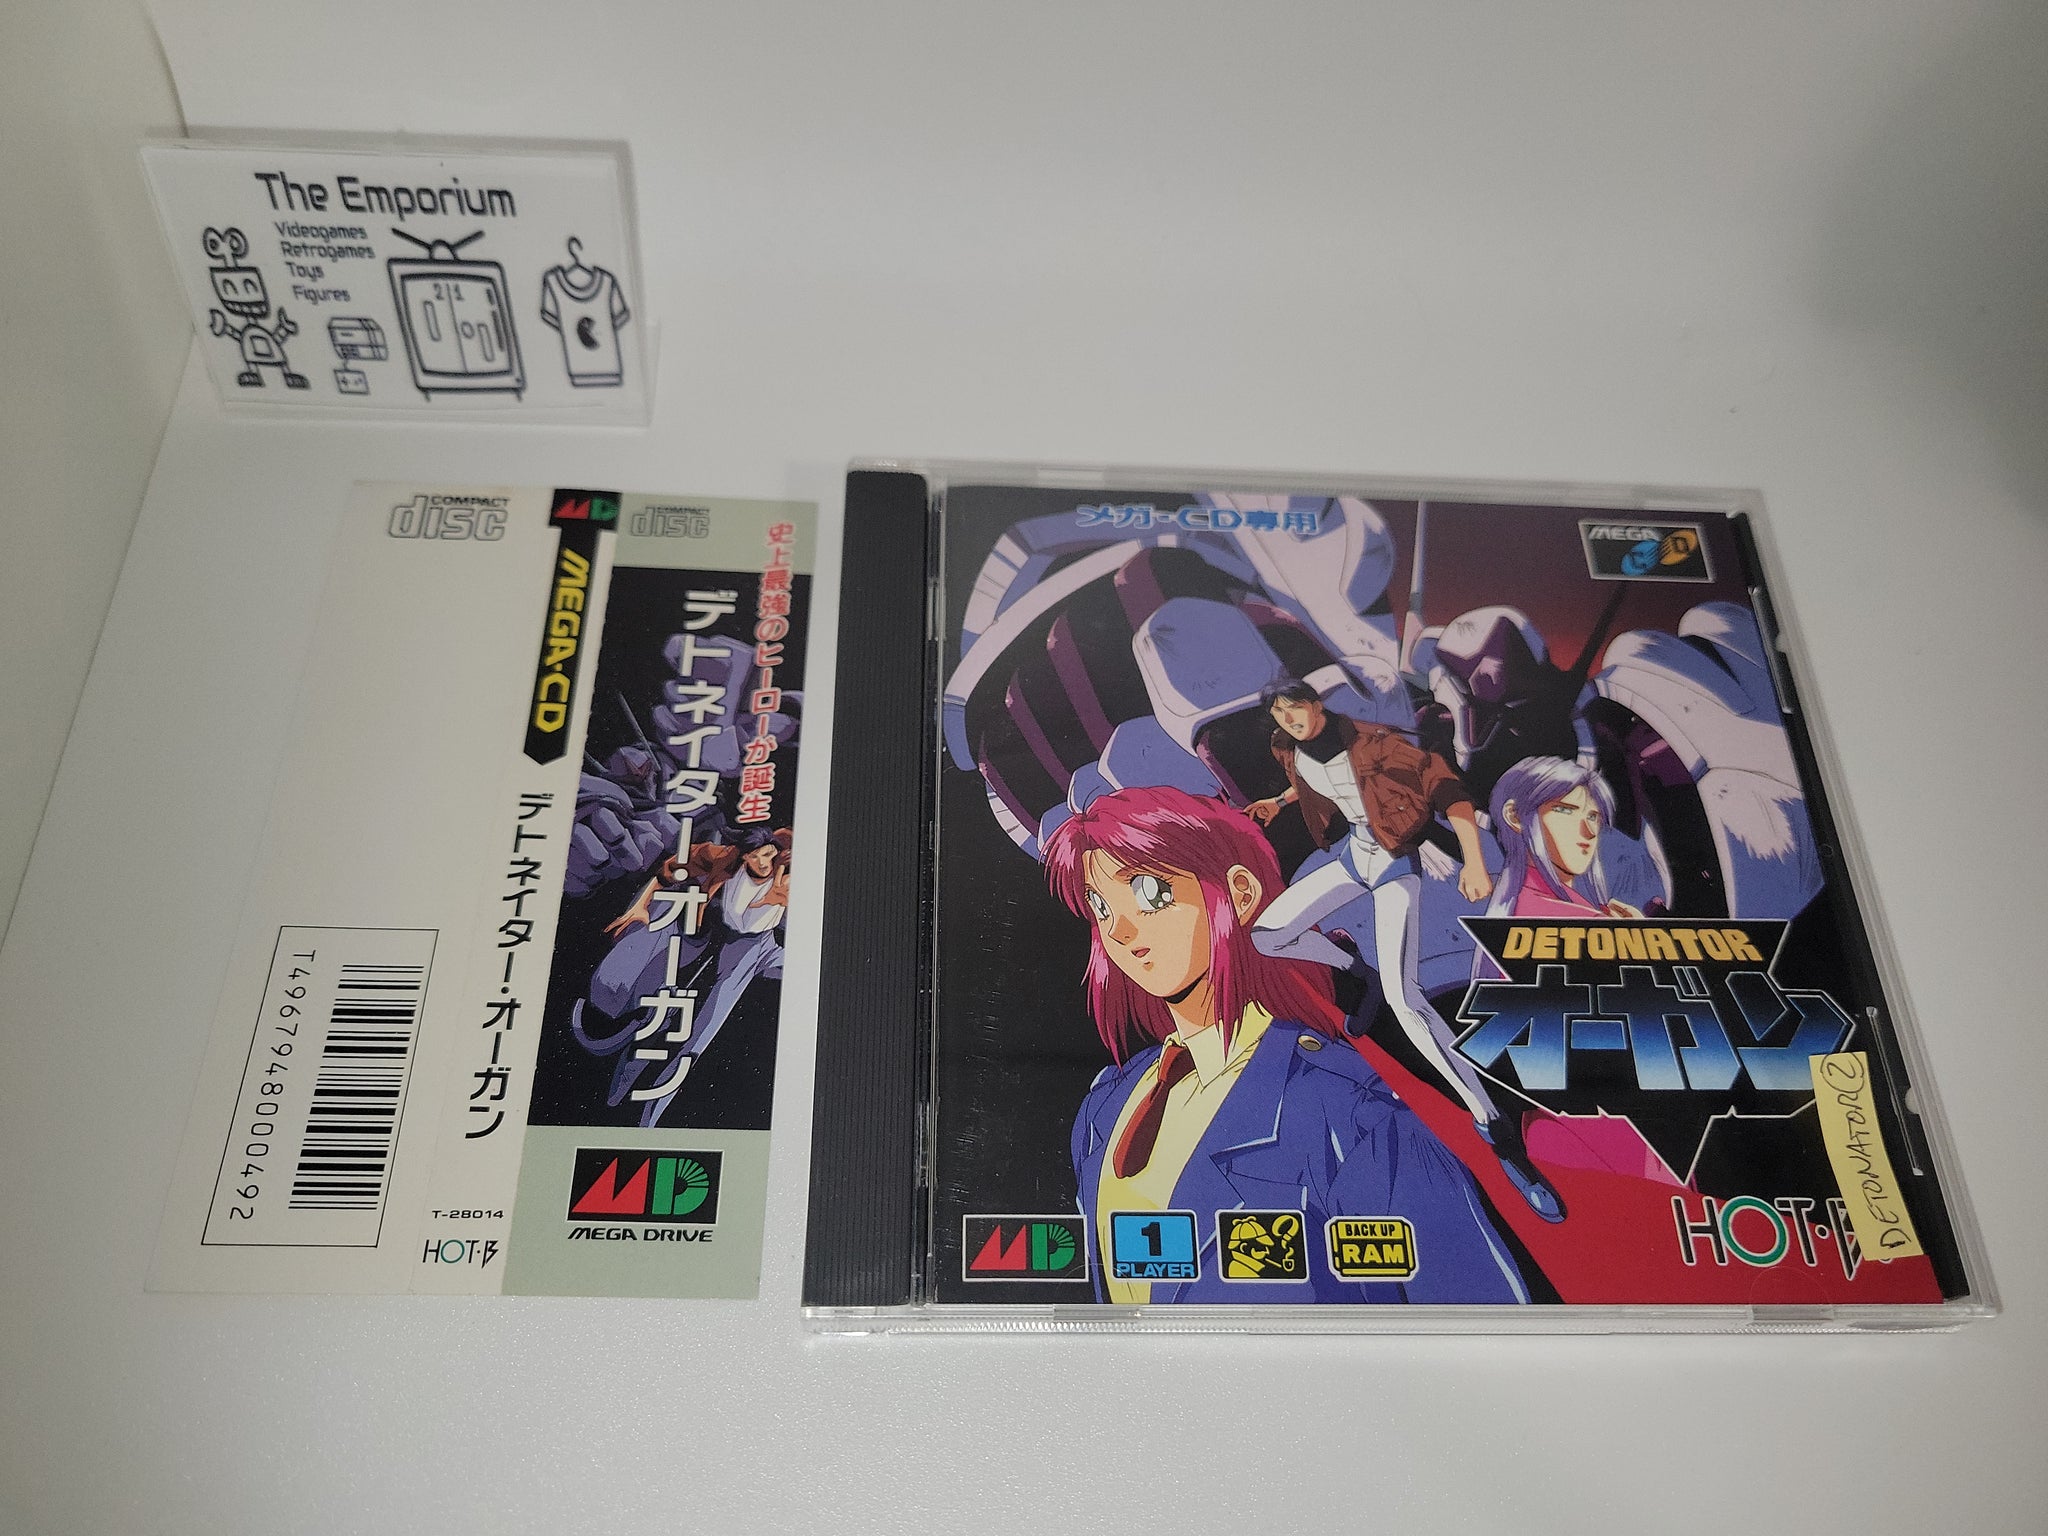 The Emporium
Videogames
Retrogames
Toys
Figures
21
COMPACT
disc
T4967948000492
MD
MEGA-CD
デトネイター・オーガン
T-28014
HOT・B
COMPACT
disc
史上最強のヒーローが誕生
デトネイター・オーガン
MD
MEGA DRIVE
メガ-CD専用
MEGA
CD
DETONATOR
オーガン
DETONATOR(2)
HOT・B
MD
1
PLAYER
BACK UP
RAM